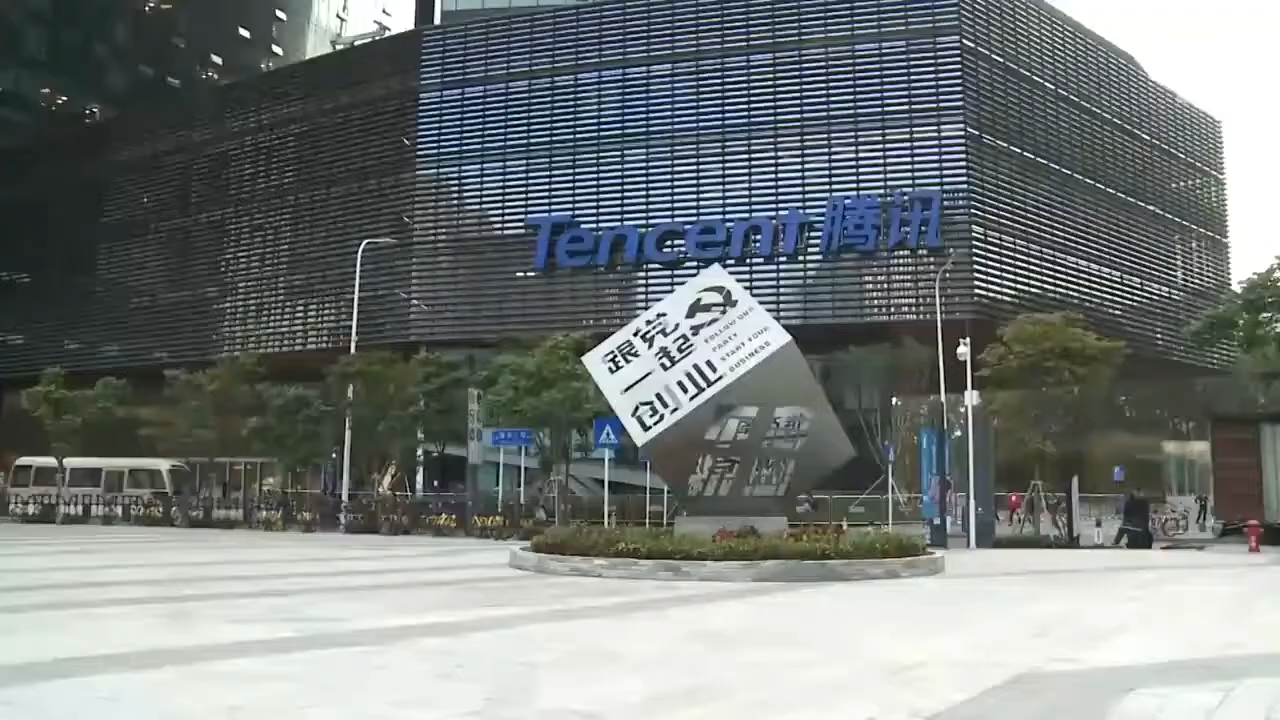 Tencent 腾讯
跟党
一起
创业
FOLLOW OUR
PARTY
START YOUR
BUSINESS